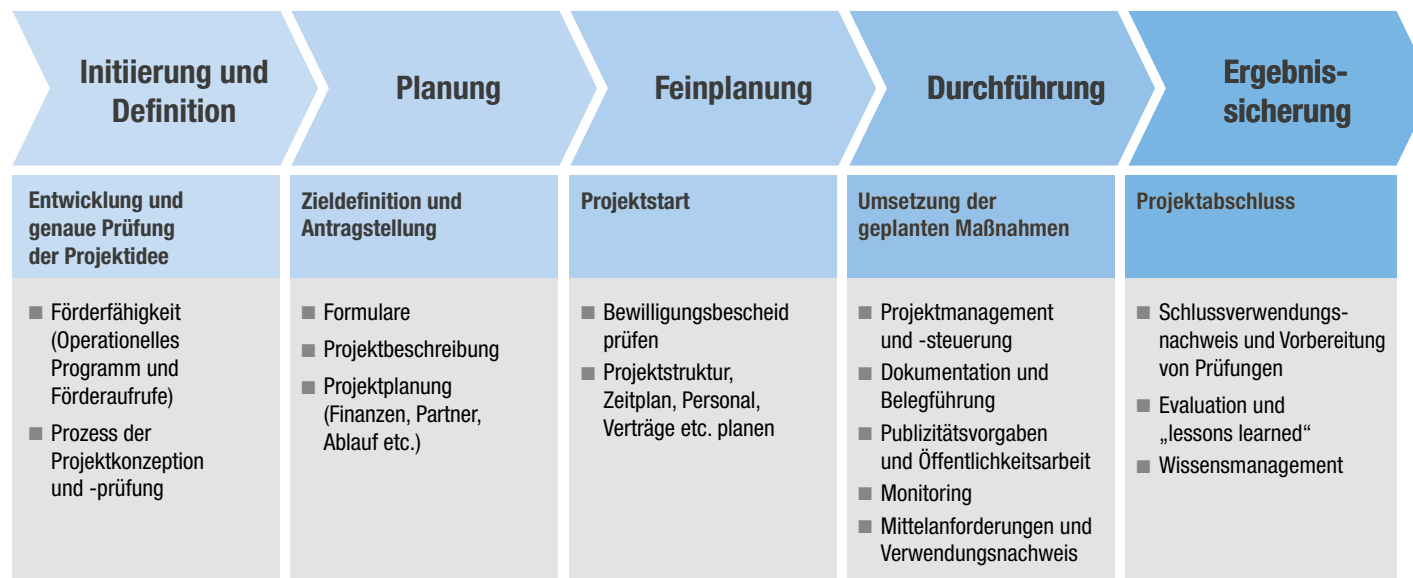 Initiierung und
Definition
Planung
Feinplanung
Durchführung
Ergebnis-
sicherung
Entwicklung und
genaue Prüfung
der Projektidee
Zieldefinition und
Antragstellung
Projektstart
Umsetzung der
geplanten Maßnahmen
Projektabschluss
■ Förderfähigkeit
(Operationelles
Programm und
Förderaufrufe)
■ Prozess der
Projektkonzeption
und -prüfung
■ Formulare
■ Projektbeschreibung
■ Projektplanung
(Finanzen, Partner,
Ablauf etc.)
■ Bewilligungsbescheid
prüfen
■ Projektstruktur,
Zeitplan, Personal,
Verträge etc. planen
■ Projektmanagement
und -steuerung
■ Dokumentation und
Belegführung
■ Publizitätsvorgaben
und Öffentlichkeitsarbeit
■ Monitoring
■ Mittelanforderungen und
Verwendungsnachweis
■ Schlussverwendungs-
nachweis und Vorbereitung
von Prüfungen
■ Evaluation und
„lessons learned“
■ Wissensmanagement